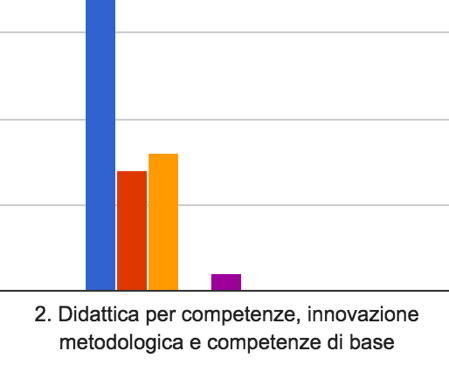 2. Didattica per competenze, innovazione
metodologica e competenze di base